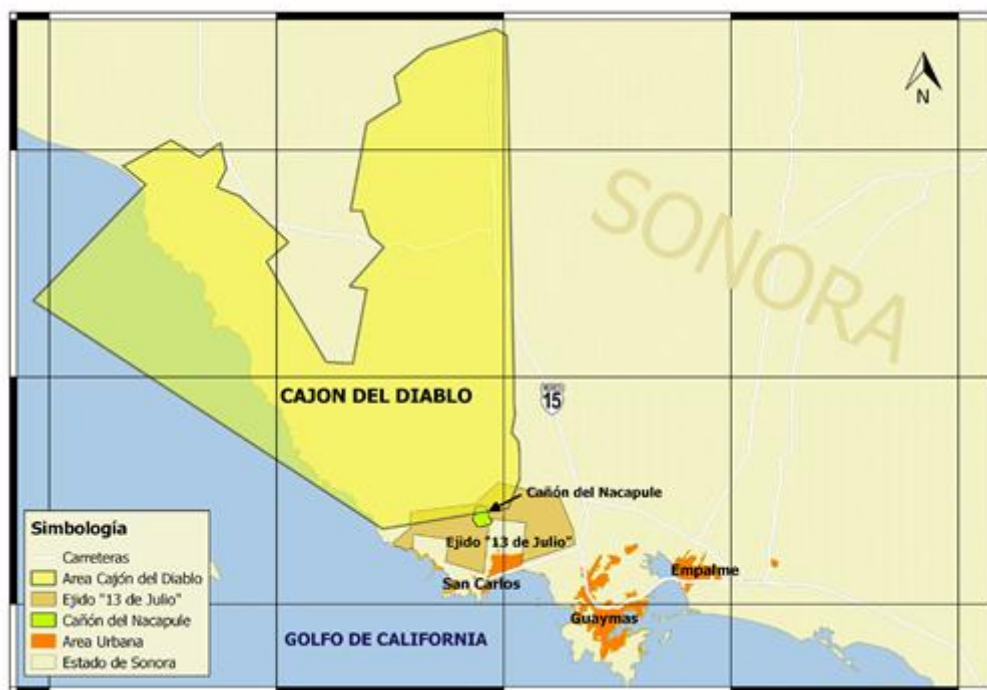 N
SONORA
CAJON DEL DIABLO
15
Cañón del Nacapule
Ejido "13 de Julio"
San Carlos
Empalme
Guaymas
GOLFO DE CALIFORNIA
Simbología
Carreteras
Area Cajón del Diablo
Ejido "13 de Julio"
Cañón del Nacapule
Area Urbana
Estado de Sonora